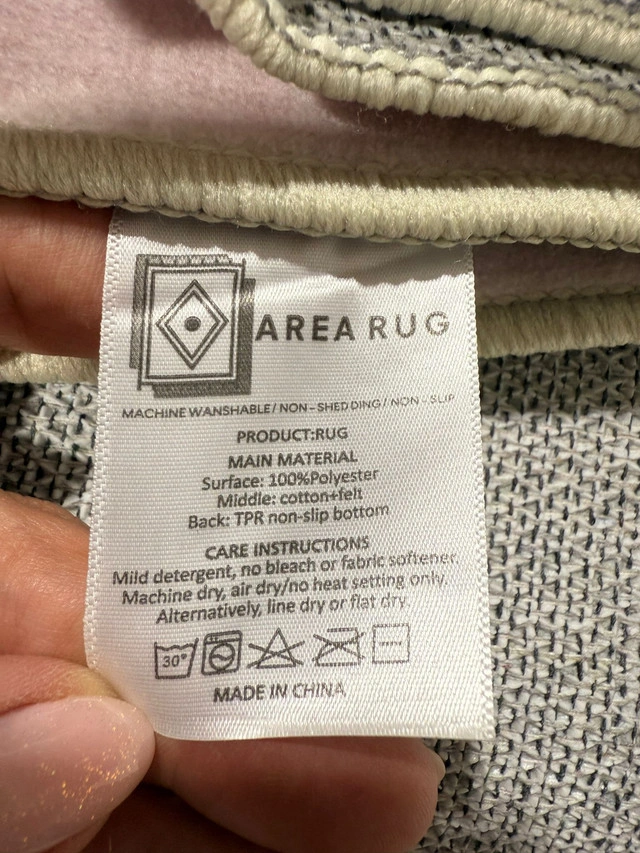 AREA RUG
MACHINE WANSHABLE/ NON - SHEDDING/ NON - SLIP
PRODUCT:RUG
MAIN MATERIAL
Surface: 100%Polyester
Middle: cotton+felt
Back: TPR non-slip bottom
CARE INSTRUCTIONS
Mild detergent, no bleach or fabric softener.
Machine dry, air dry/no heat setting only.
Alternatively, line dry or flat dry.
30°
MADE IN CHINA